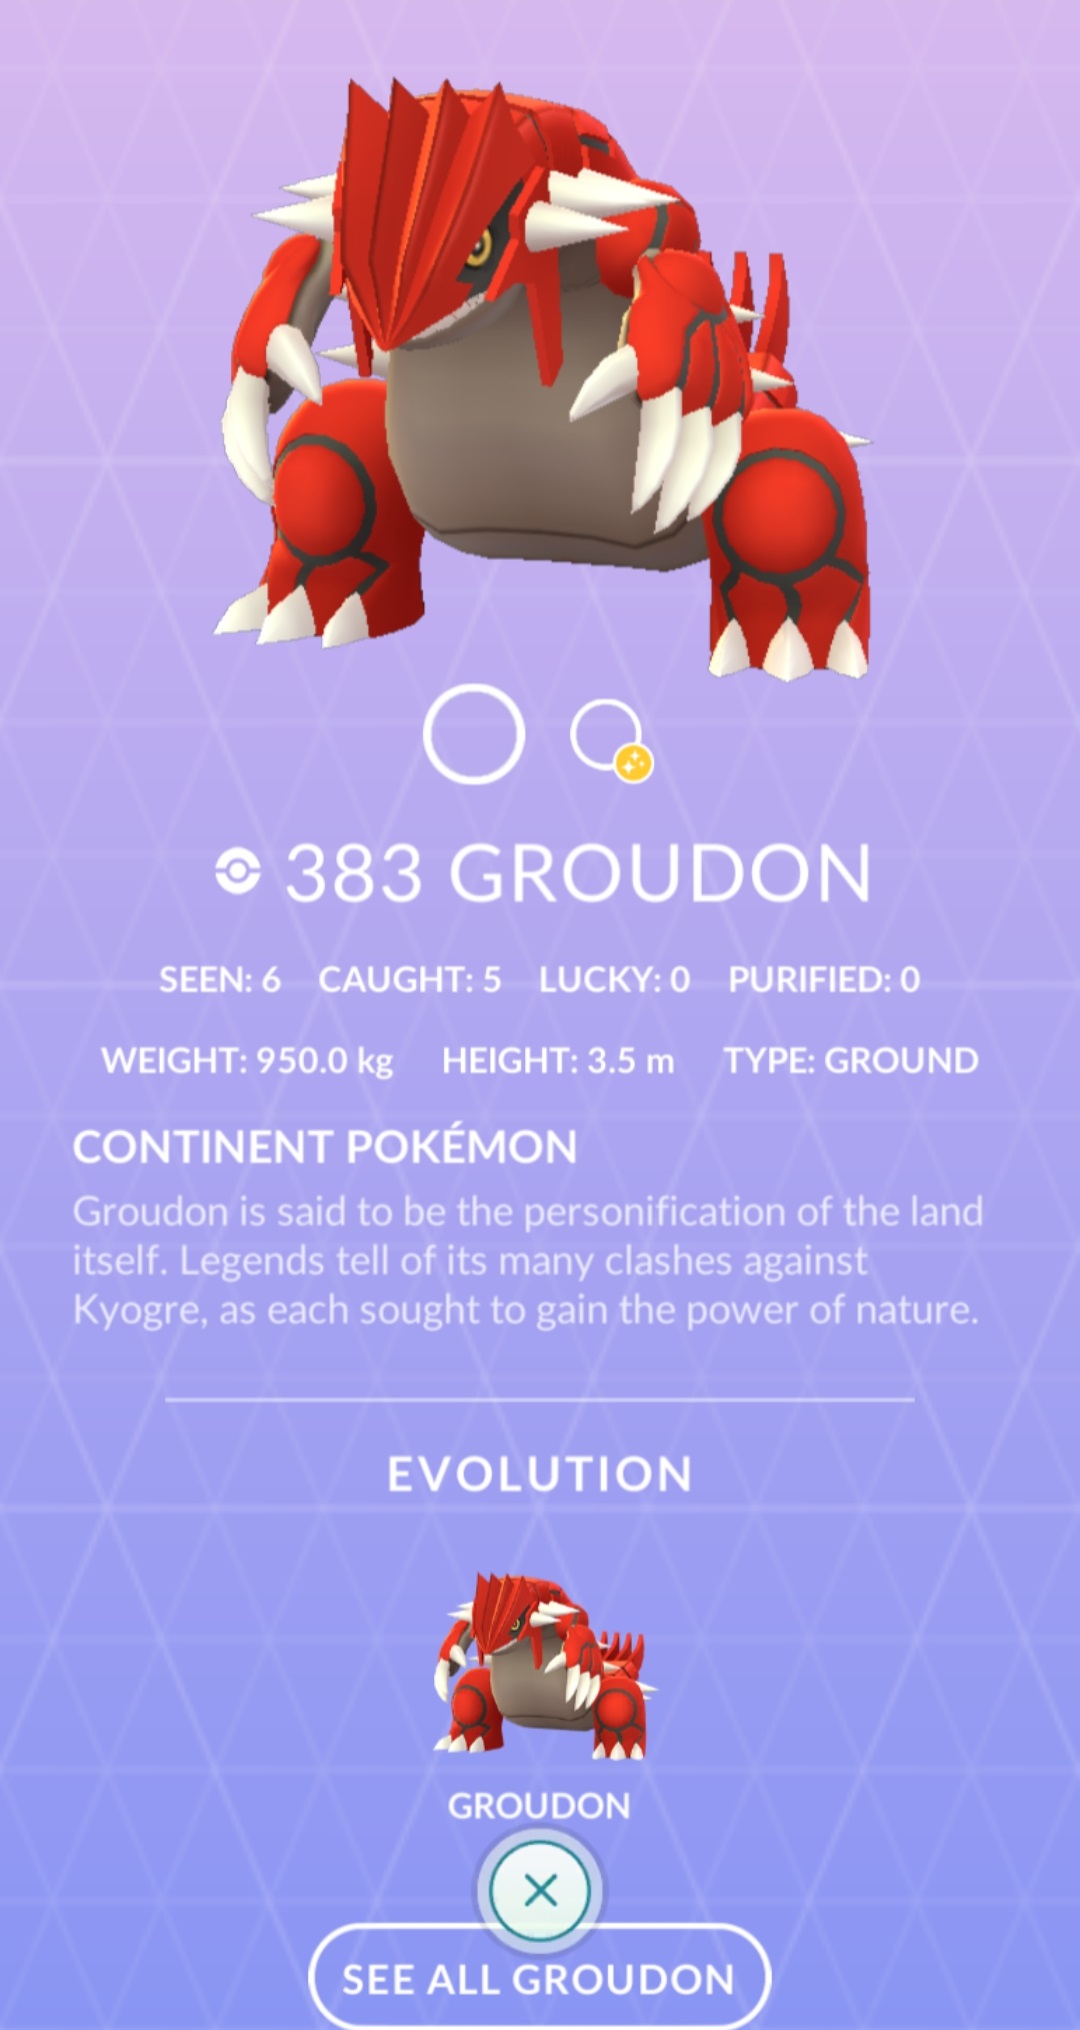 383 GROUDON
SEEN: 6 CAUGHT: 5 LUCKY: 0 PURIFIED: 0
WEIGHT: 950.0 kg HEIGHT: 3.5 m TYPE: GROUND
CONTINENT POKÉMON
Groudon is said to be the personification of the land
itself. Legends tell of its many clashes against
Kyogre, as each sought to gain the power of nature.
EVOLUTION
GROUDON
SEE ALL GROUDON